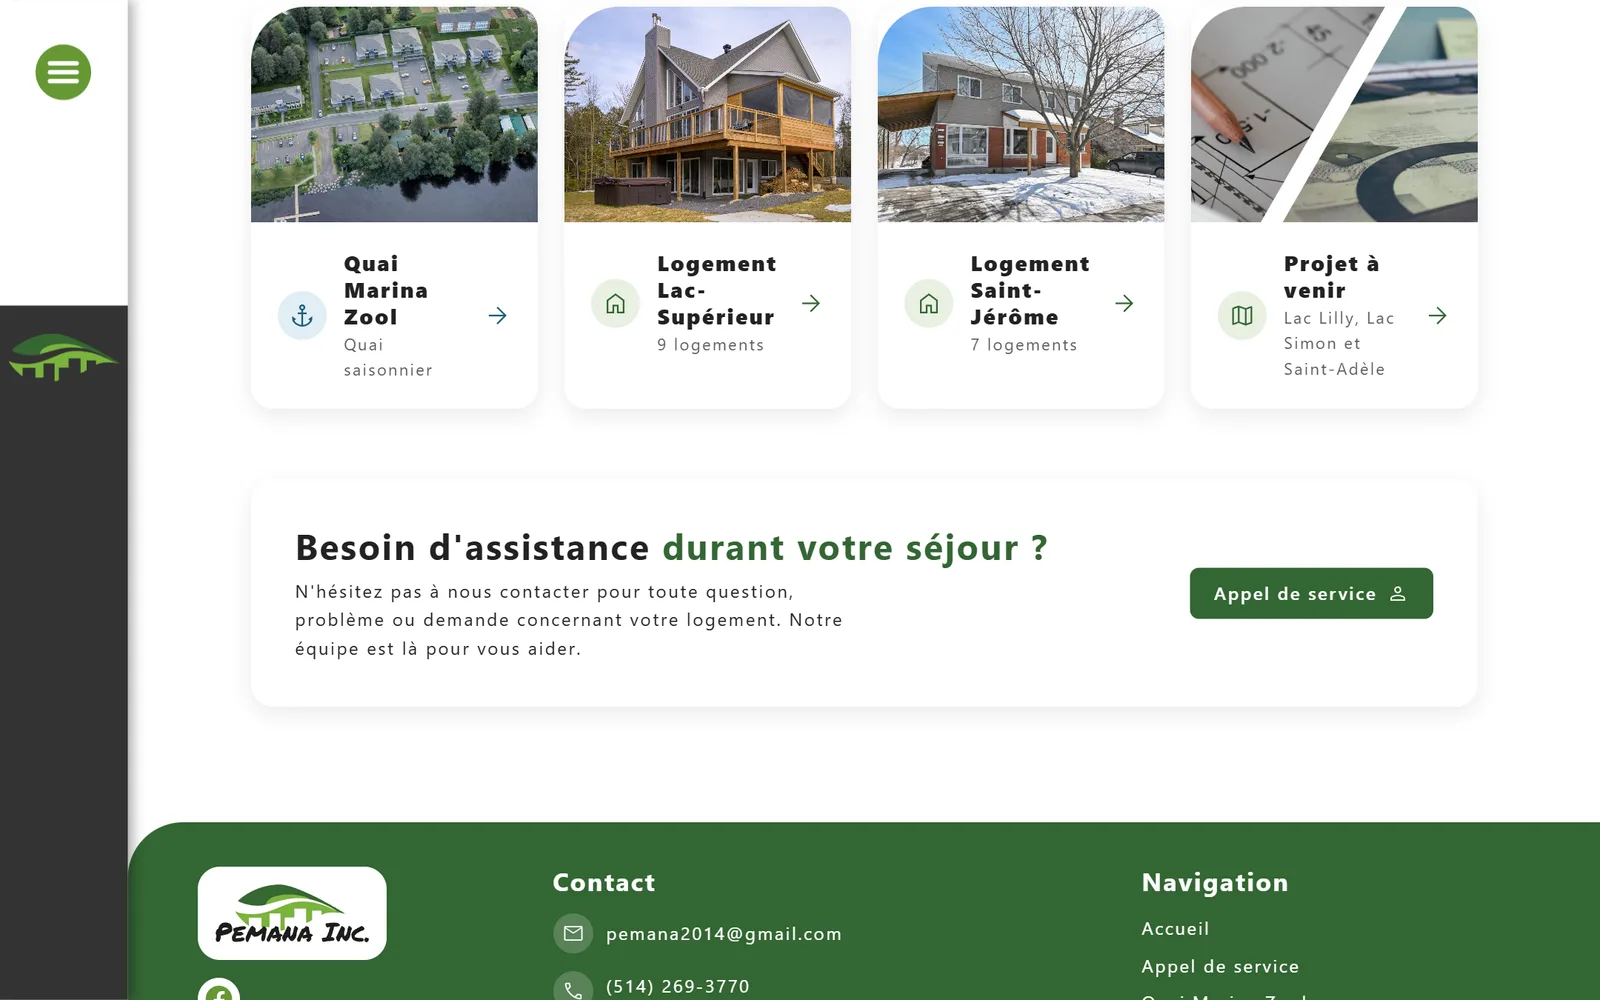 Quai
Marina
Zool
Quai
saisonnier
Logement
Lac-
Supérieur
9 logements
Logement
Saint-
Jérôme
7 logements
Projet à
venir
Lac Lilly, Lac
Simon et
Saint-Adèle
Besoin d'assistance durant votre séjour ?
N'hésitez pas à nous contacter pour toute question,
problème ou demande concernant votre logement. Notre
équipe est là pour vous aider.
Appel de service
PEMANA INC.
Contact
pemana2014@gmail.com
(514) 269-3770
Navigation
Accueil
Appel de service